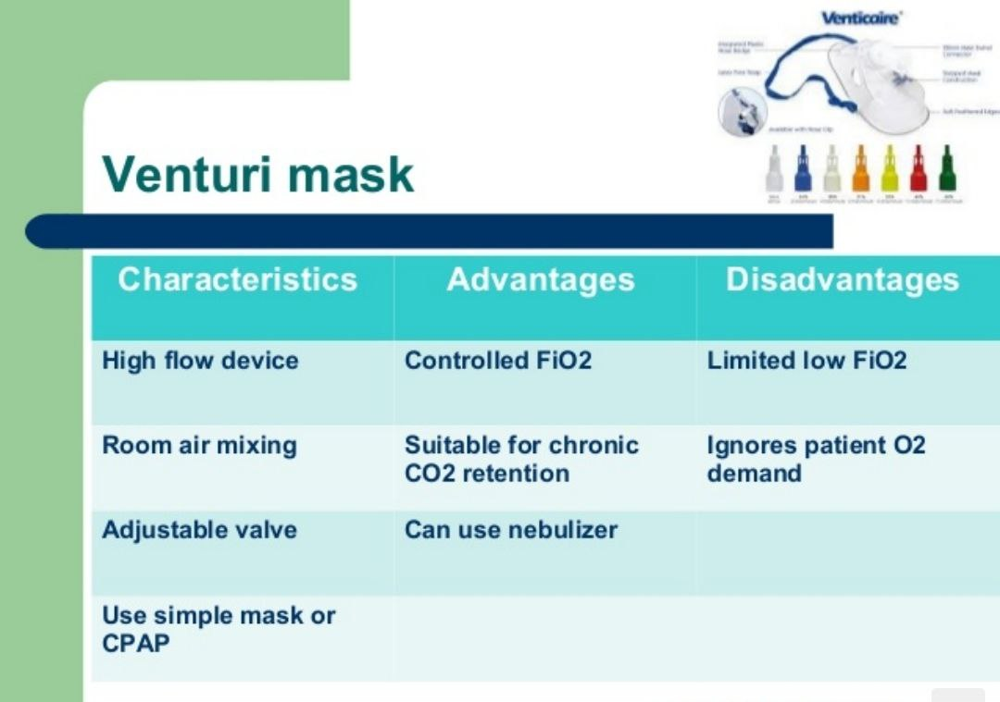 Venticaire
Venturi mask
Characteristics
Advantages
Disadvantages
High flow device
Controlled FiO2
Limited low FiO2
Room air mixing
Suitable for chronic
CO2 retention
Ignores patient O2
demand
Adjustable valve
Can use nebulizer
Use simple mask or
CPAP